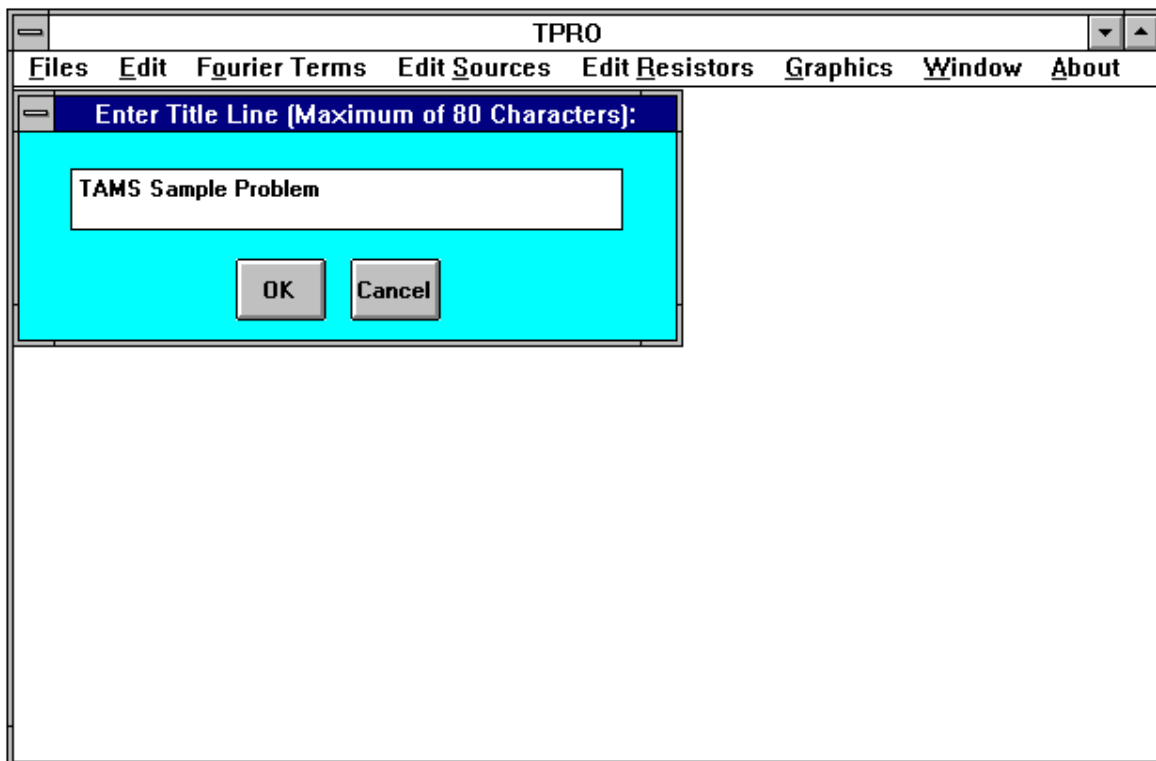 TPRO
Files Edit Fourier Terms Edit Sources Edit Resistors Graphics Window About
Enter Title Line (Maximum of 80 Characters):
TAMS Sample Problem
OK Cancel